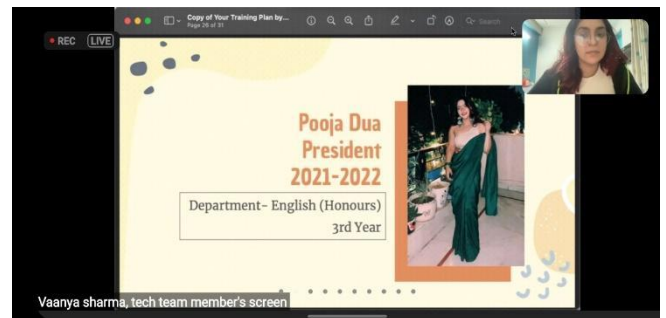 Copy of Your Training Plan by...
Page 26 of 31
Search
REC LIVE
Pooja Dua
President
2021-2022
Department- English (Honours)
3rd Year
Vaanya sharma, tech team member's screen